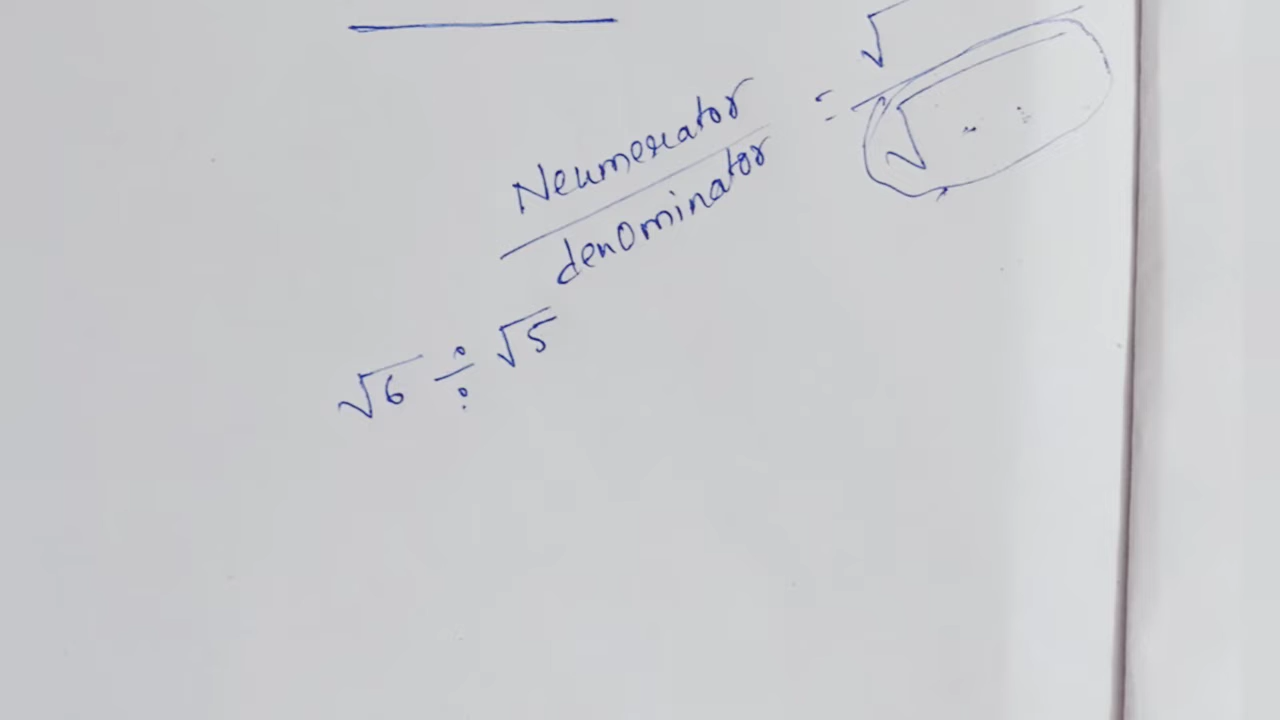 Neumerator = √
denominator √
√6 ÷ √5